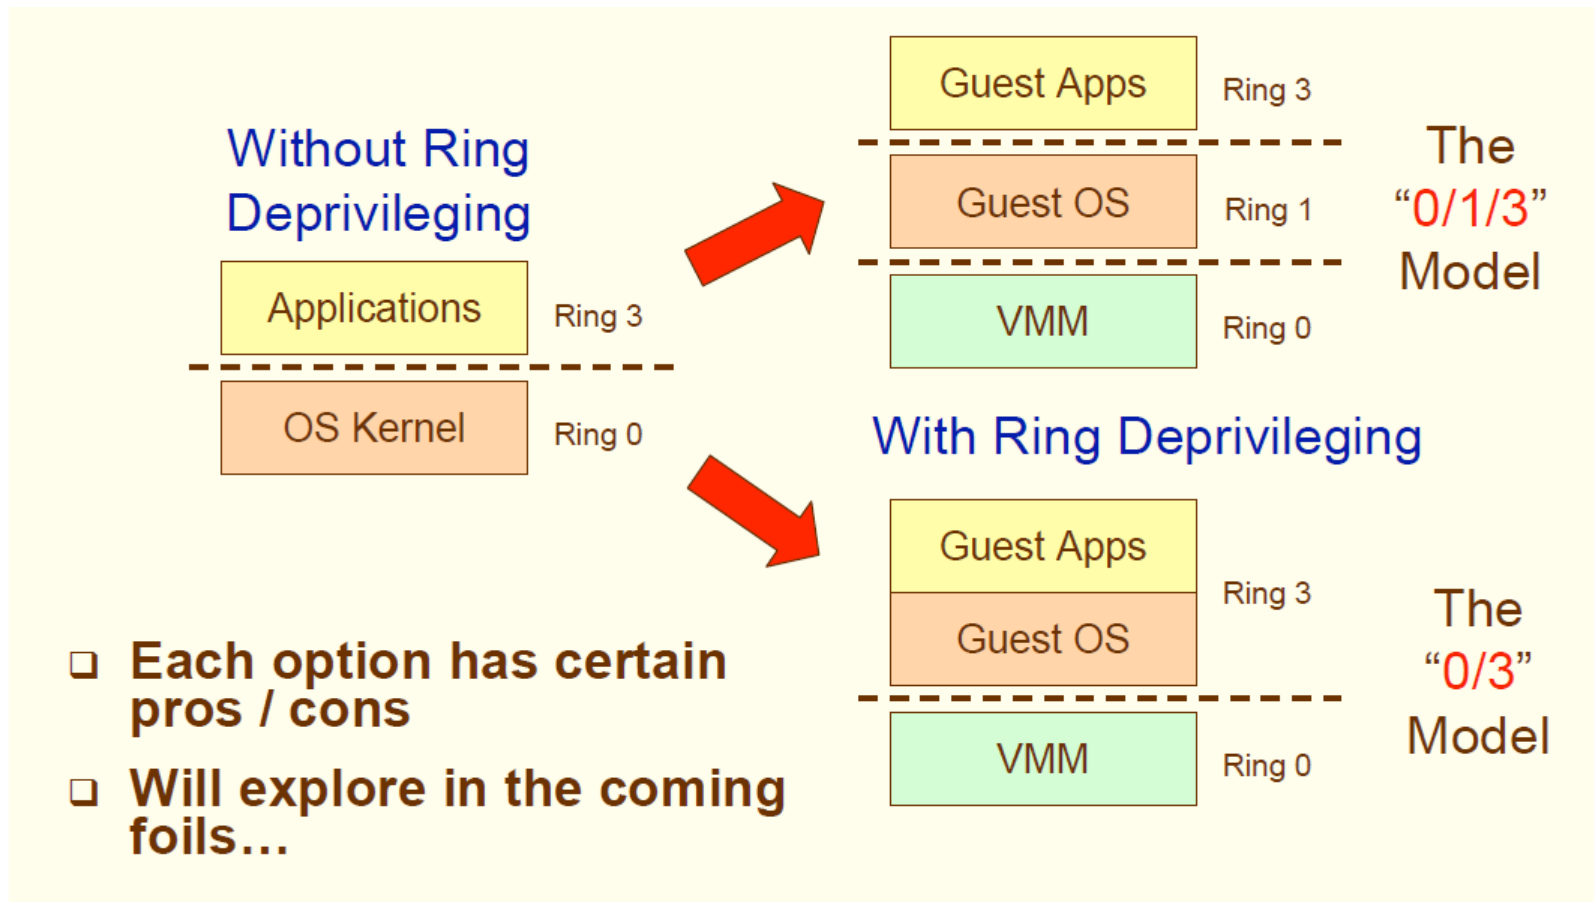 Without Ring
Deprivileging
Applications
Ring 3
OS Kernel
Ring 0
Guest Apps
Ring 3
Guest OS
Ring 1
VMM
Ring 0
The
“0/1/3”
Model
With Ring Deprivileging
Guest Apps
Guest OS
Ring 3
VMM
Ring 0
The
“0/3”
Model
❑ Each option has certain
pros / cons
❑ Will explore in the coming
foils…